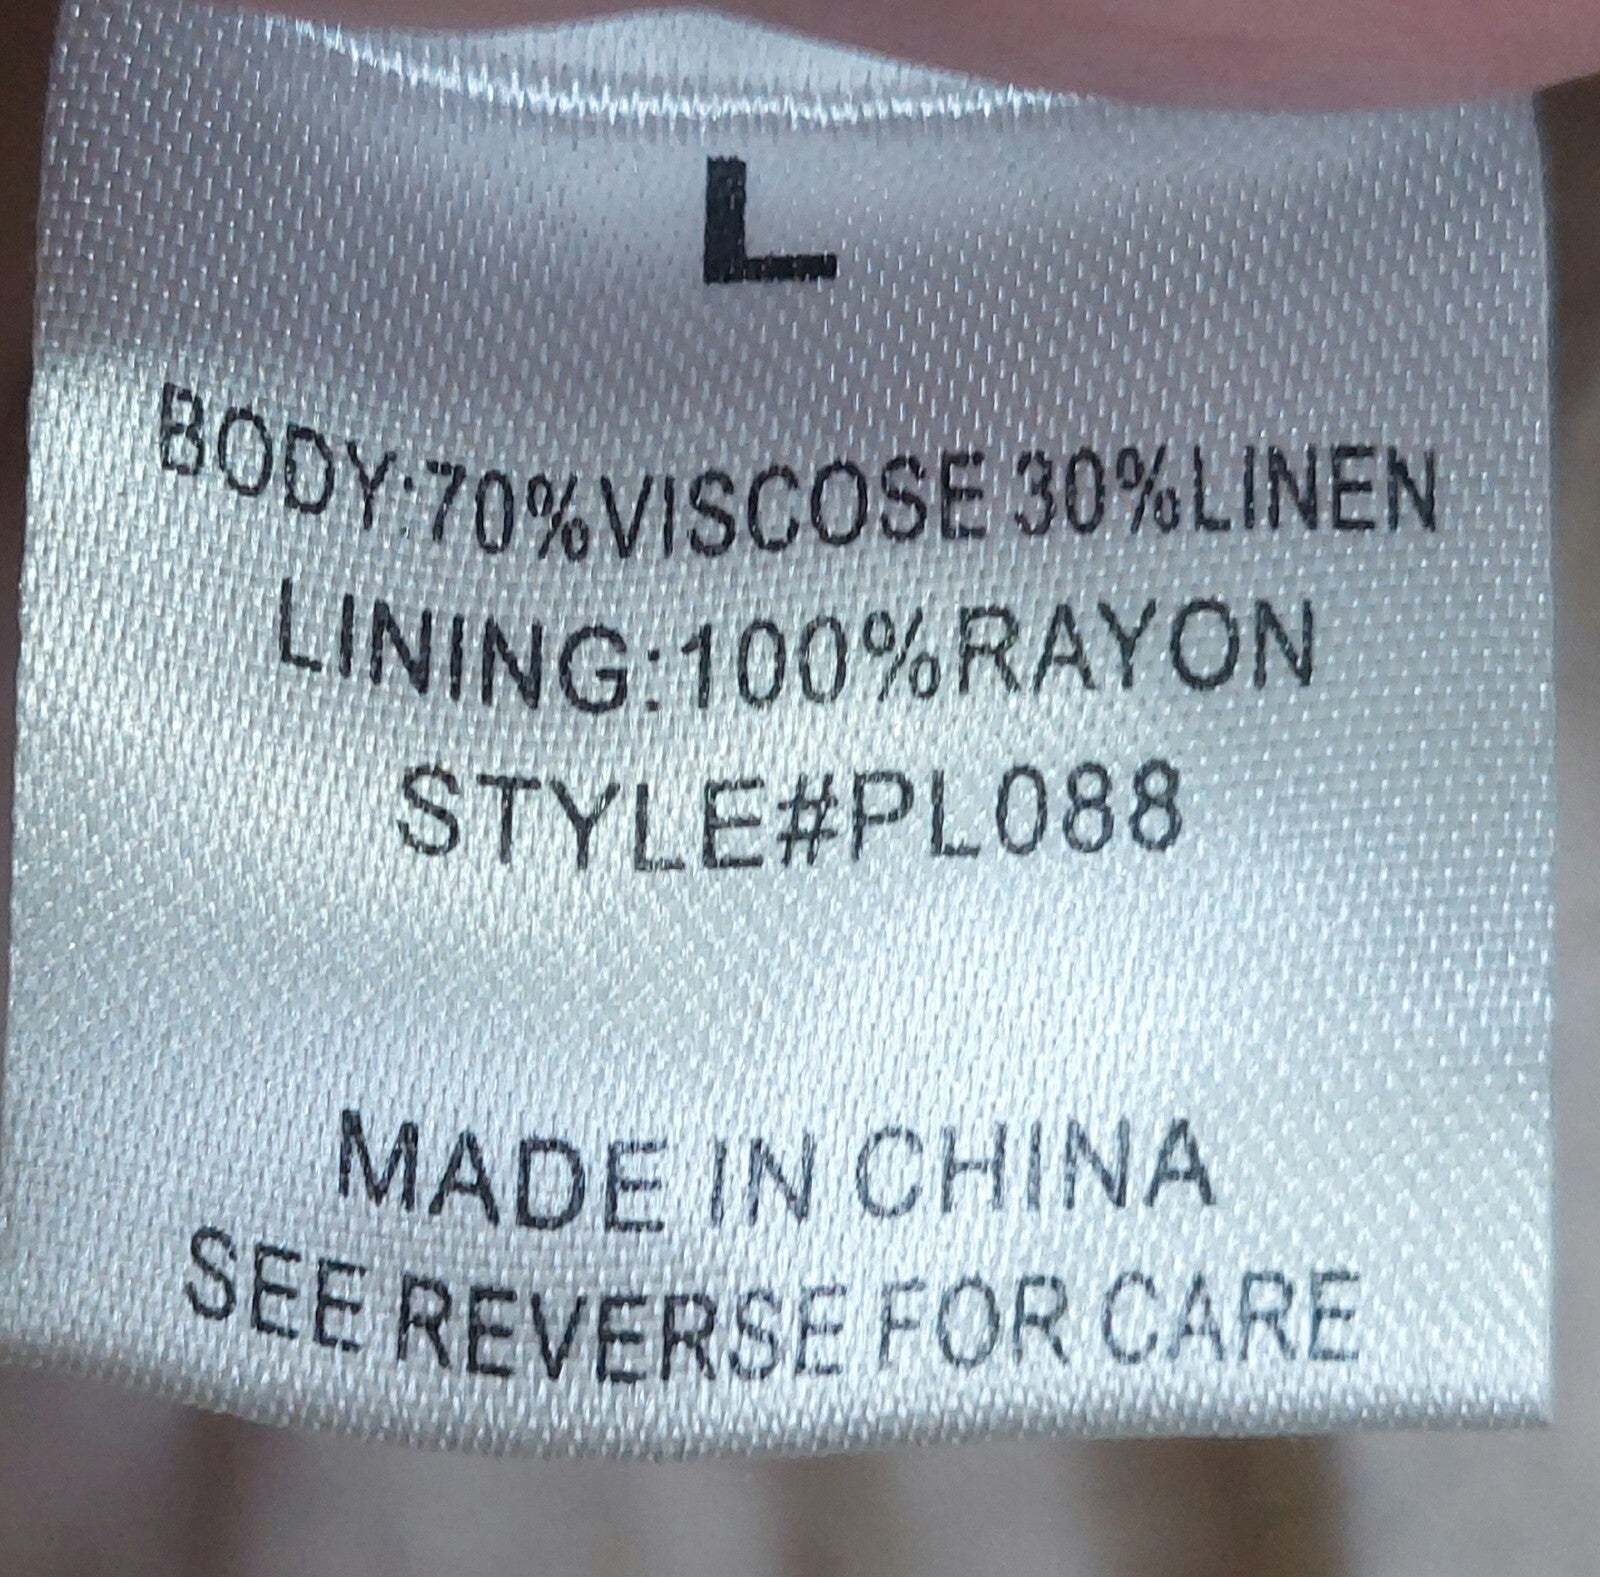 L
BODY:70%VISCOSE 30%LINEN
LINING:100%RAYON
STYLE#PL088
MADE IN CHINA
SEE REVERSE FOR CARE